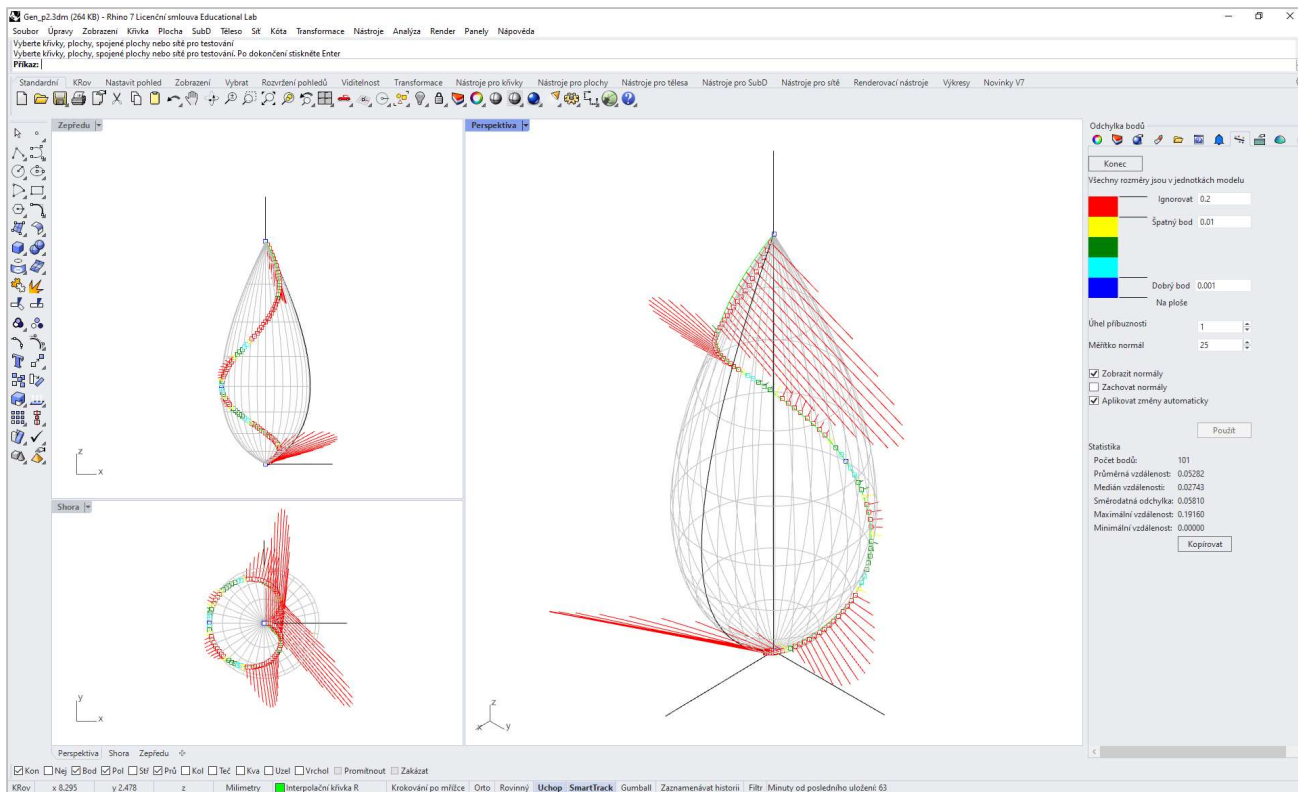 Gen_p2.3dm (264 KB) - Rhino 7 Licenční smlouva Educational Lab
Soubor Úpravy Zobrazení Křivka Plocha SubD Těleso Síť Kóta Transformace Nástroje Analýza Render Panely Nápověda
Vyberte křivky, plochy, spojené plochy nebo sítě pro testování
Vyberte křivky, plochy, spojené plochy nebo sítě pro testování. Po dokončení stiskněte Enter
Příkaz:
Standardní KRov Nastavit pohled Zobrazení Vybrat Rozvržení pohledů Viditelnost Transformace Nástroje pro křivky Nástroje pro plochy Nástroje pro tělesa Nástroje pro SubD Nástroje pro sítě Renderovací nástroje Výkresy Novinky V7
Zepředu
z
x
Shora
y
x
Perspektiva
z
x
y
Odchylka bodů
Konec
Všechny rozměry jsou v jednotkách modelu
Ignorovat 0.2
Špatný bod 0.01
Dobrý bod 0.001
Na ploše
Úhel příbuznosti 1
Měřítko normál 25
Zobrazit normály
Zachovat normály
Aplikovat změny automaticky
Použít
Statistika
Počet bodů: 101
Průměrná vzdálenost: 0.05282
Medián vzdáleností: 0.02743
Směrodatná odchylka: 0.05810
Maximální vzdálenost: 0.19160
Minimální vzdálenost: 0.00000
Kopírovat
Perspektiva Shora Zepředu
Kon Nej Bod Pol Stř Prů Kol Teč Kva Uzel Vrchol Promítnout Zakázat
KRov x 8.295 y 2.478 z Milimetry Interpolační křivka R Krokování po mřížce Orto Rovinný Uchop SmartTrack Gumball Zaznamenávat historii Filtr Minuty od posledního uložení: 63